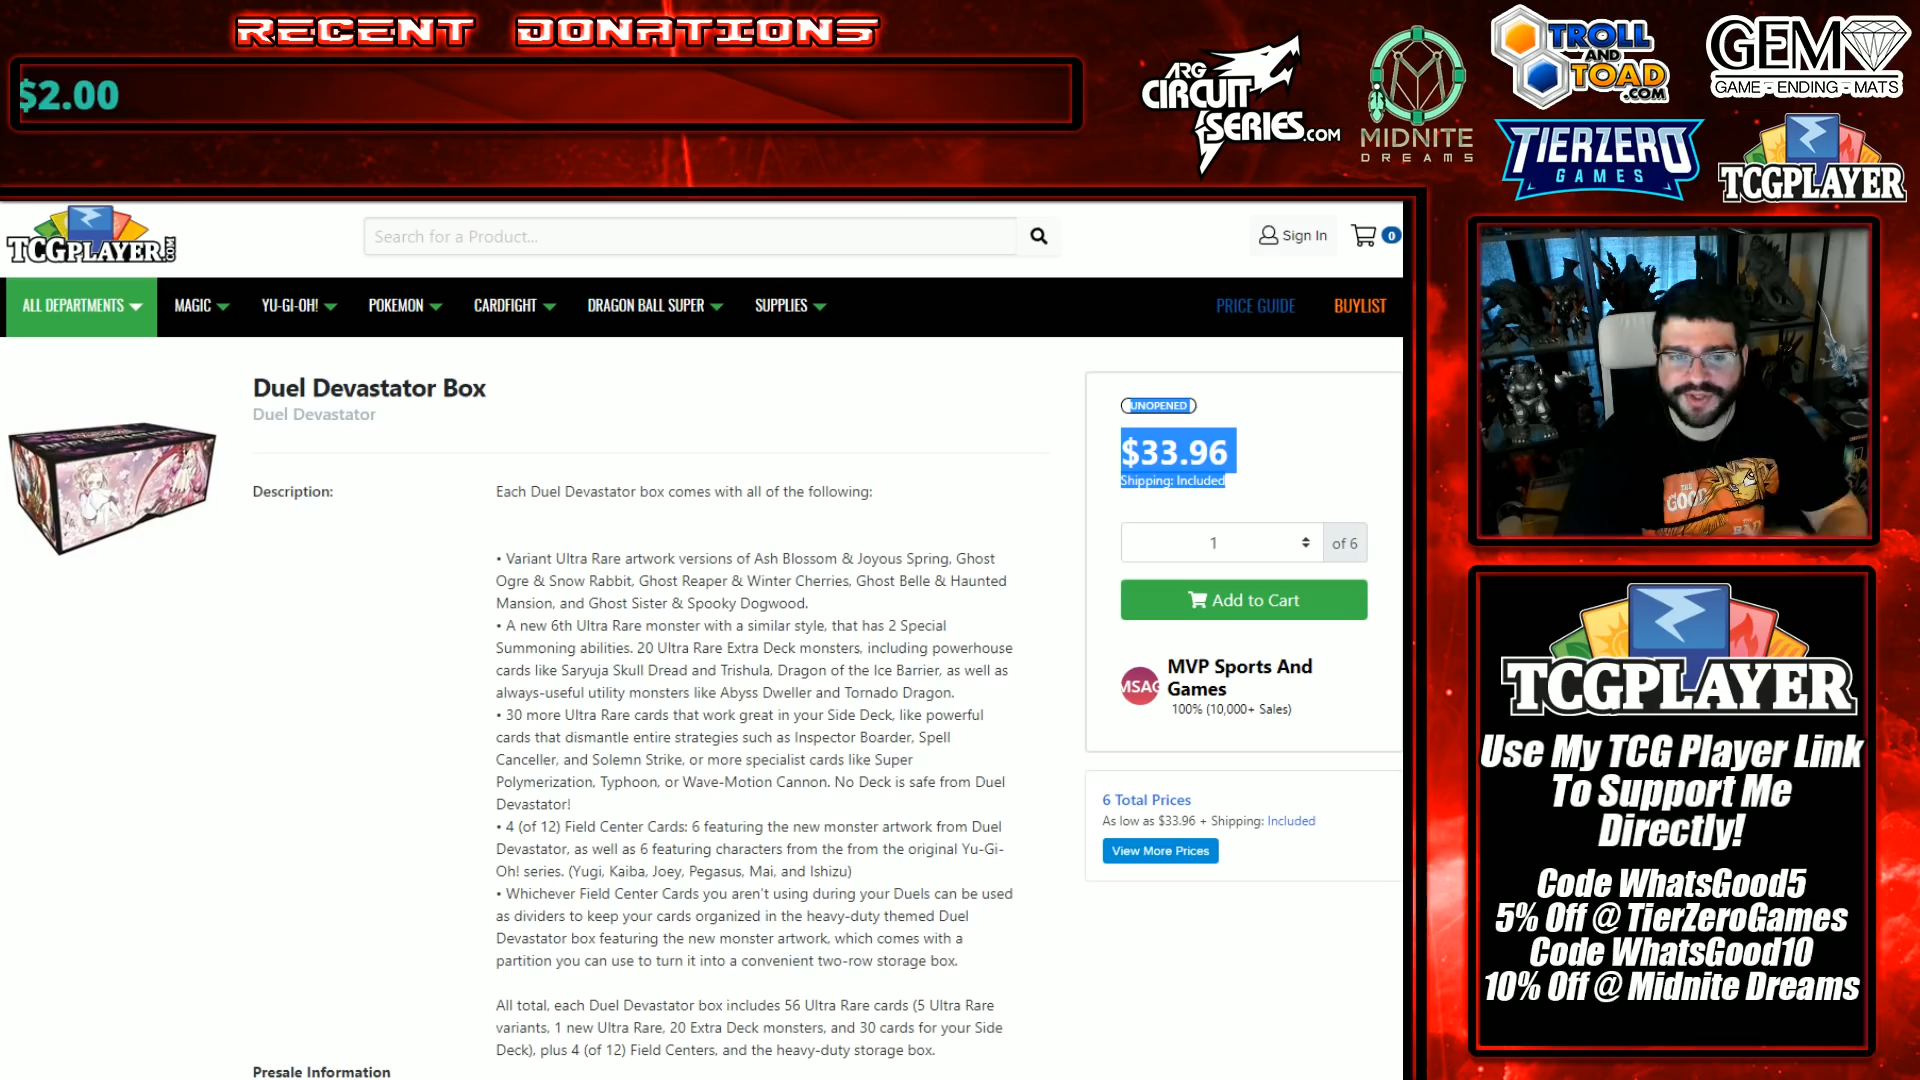 RECENT DONATIONS
$2.00
ARG
CIRCUIT
SERIES.COM
MIDNITE
DREAMS
TROLL
AND
TOAD
.COM
GEM
GAME - ENDING - MATS
TIERZERO
GAMES
TCGPLAYER
TCGPLAYER.COM
Search for a Product...
Sign In
0
ALL DEPARTMENTS
MAGIC
YU-GI-OH!
POKEMON
CARDFIGHT
DRAGON BALL SUPER
SUPPLIES
PRICE GUIDE
BUYLIST
Duel Devastator Box
Duel Devastator
Description:
Each Duel Devastator box comes with all of the following:
• Variant Ultra Rare artwork versions of Ash Blossom & Joyous Spring, Ghost
Ogre & Snow Rabbit, Ghost Reaper & Winter Cherries, Ghost Belle & Haunted
Mansion, and Ghost Sister & Spooky Dogwood.
• A new 6th Ultra Rare monster with a similar style, that has 2 Special
Summoning abilities. 20 Ultra Rare Extra Deck monsters, including powerhouse
cards like Saryuja Skull Dread and Trishula, Dragon of the Ice Barrier, as well as
always-useful utility monsters like Abyss Dweller and Tornado Dragon.
• 30 more Ultra Rare cards that work great in your Side Deck, like powerful
cards that dismantle entire strategies such as Inspector Boarder, Spell
Canceller, and Solemn Strike, or more specialist cards like Super
Polymerization, Typhoon, or Wave-Motion Cannon. No Deck is safe from Duel
Devastator!
• 4 (of 12) Field Center Cards: 6 featuring the new monster artwork from Duel
Devastator, as well as 6 featuring characters from the from the original Yu-Gi-
Oh! series. (Yugi, Kaiba, Joey, Pegasus, Mai, and Ishizu)
• Whichever Field Center Cards you aren't using during your Duels can be used
as dividers to keep your cards organized in the heavy-duty themed Duel
Devastator box featuring the new monster artwork, which comes with a
partition you can use to turn it into a convenient two-row storage box.
All total, each Duel Devastator box includes 56 Ultra Rare cards (5 Ultra Rare
variants, 1 new Ultra Rare, 20 Extra Deck monsters, and 30 cards for your Side
Deck), plus 4 (of 12) Field Centers, and the heavy-duty storage box.
Presale Information
UNOPENED
$33.96
Shipping: Included
1
of 6
Add to Cart
MSAG
MVP Sports And
Games
100% (10,000+ Sales)
6 Total Prices
As low as $33.96 + Shipping: Included
View More Prices
THE
GOOD
TCGPLAYER
Use My TCG Player Link
To Support Me
Directly!
Code WhatsGood5
5% Off @ TierZeroGames
Code WhatsGood10
10% Off @ Midnite Dreams